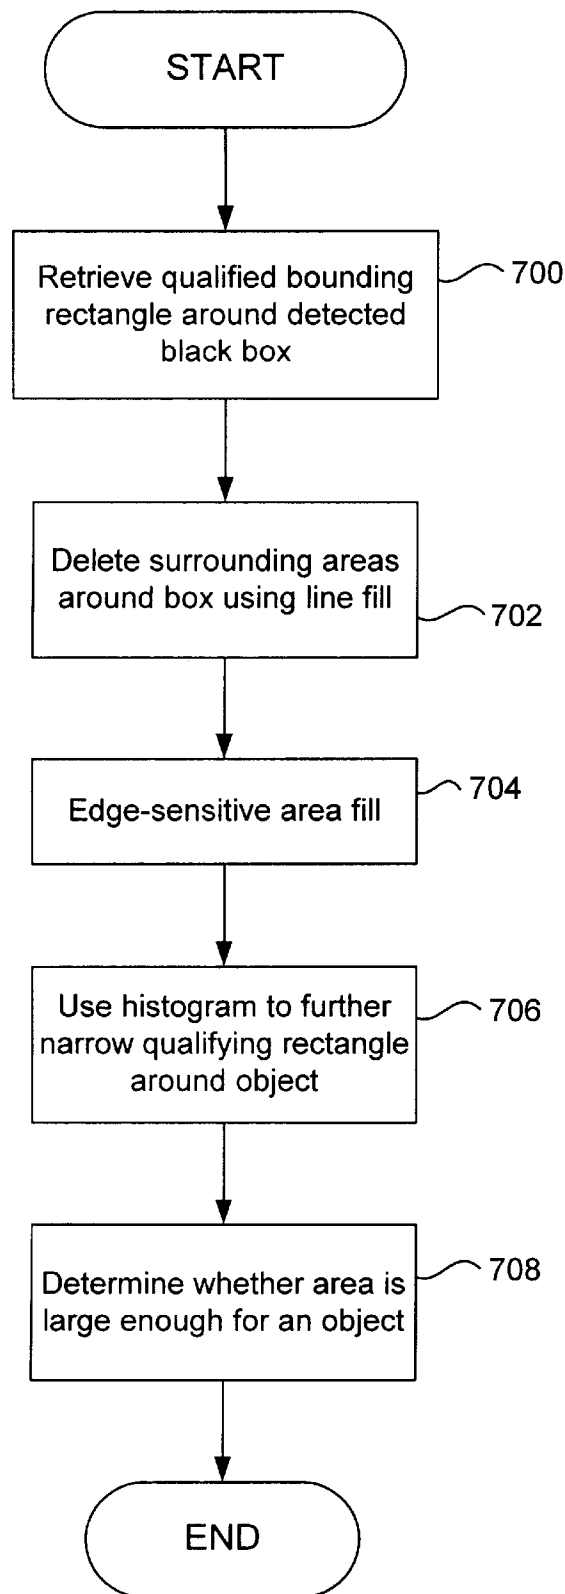 START
Retrieve qualified bounding
rectangle around detected
black box
700
Delete surrounding areas
around box using line fill
702
Edge-sensitive area fill
704
Use histogram to further
narrow qualifying rectangle
around object
706
Determine whether area is
large enough for an object
708
END